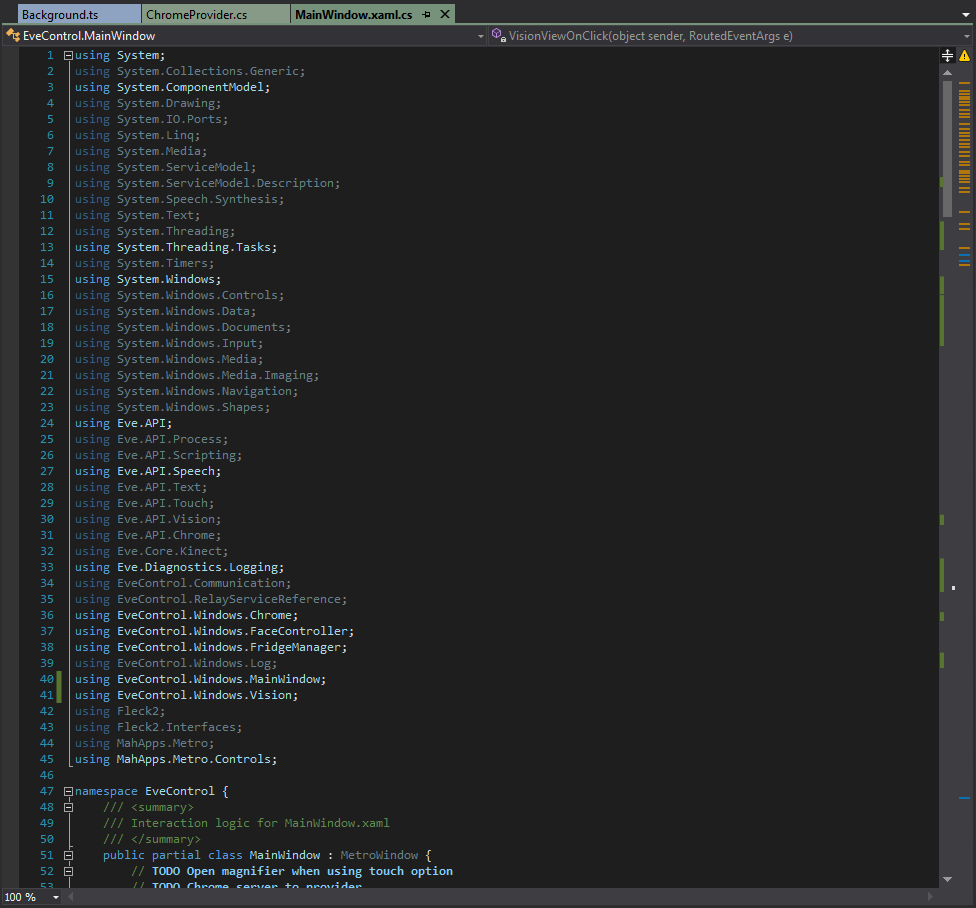 Background.ts ChromeProvider.cs MainWindow.xaml.cs
EveControl.MainWindow VisionViewOnClick(object sender, RoutedEventArgs e)
1 using System;
2 using System.Collections.Generic;
3 using System.ComponentModel;
4 using System.Drawing;
5 using System.IO.Ports;
6 using System.Linq;
7 using System.Media;
8 using System.ServiceModel;
9 using System.ServiceModel.Description;
10 using System.Speech.Synthesis;
11 using System.Text;
12 using System.Threading;
13 using System.Threading.Tasks;
14 using System.Timers;
15 using System.Windows;
16 using System.Windows.Controls;
17 using System.Windows.Data;
18 using System.Windows.Documents;
19 using System.Windows.Input;
20 using System.Windows.Media;
21 using System.Windows.Media.Imaging;
22 using System.Windows.Navigation;
23 using System.Windows.Shapes;
24 using Eve.API;
25 using Eve.API.Process;
26 using Eve.API.Scripting;
27 using Eve.API.Speech;
28 using Eve.API.Text;
29 using Eve.API.Touch;
30 using Eve.API.Vision;
31 using Eve.API.Chrome;
32 using Eve.Core.Kinect;
33 using Eve.Diagnostics.Logging;
34 using EveControl.Communication;
35 using EveControl.RelayServiceReference;
36 using EveControl.Windows.Chrome;
37 using EveControl.Windows.FaceController;
38 using EveControl.Windows.FridgeManager;
39 using EveControl.Windows.Log;
40 using EveControl.Windows.MainWindow;
41 using EveControl.Windows.Vision;
42 using Fleck2;
43 using Fleck2.Interfaces;
44 using MahApps.Metro;
45 using MahApps.Metro.Controls;
46
47 namespace EveControl {
48 /// <summary>
49 /// Interaction logic for MainWindow.xaml
50 /// </summary>
51 public partial class MainWindow : MetroWindow {
52 // TODO Open magnifier when using touch option
53 // TODO Chrome server to provider
100 %